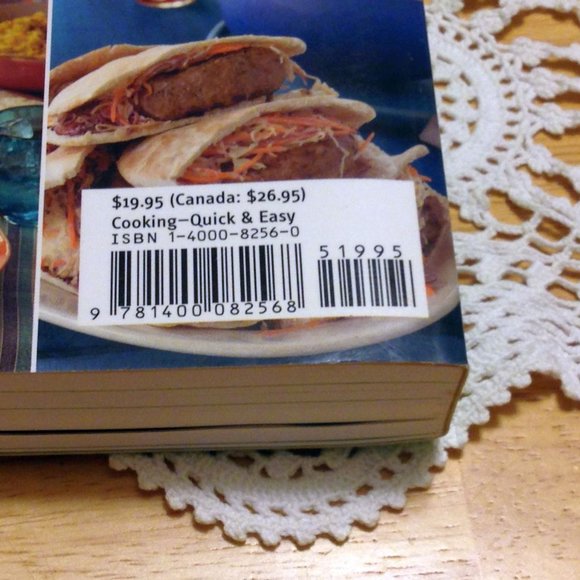 $19.95 (Canada: $26.95)
Cooking—Quick & Easy
ISBN 1-4000-8256-0
51995
9 781400 082568